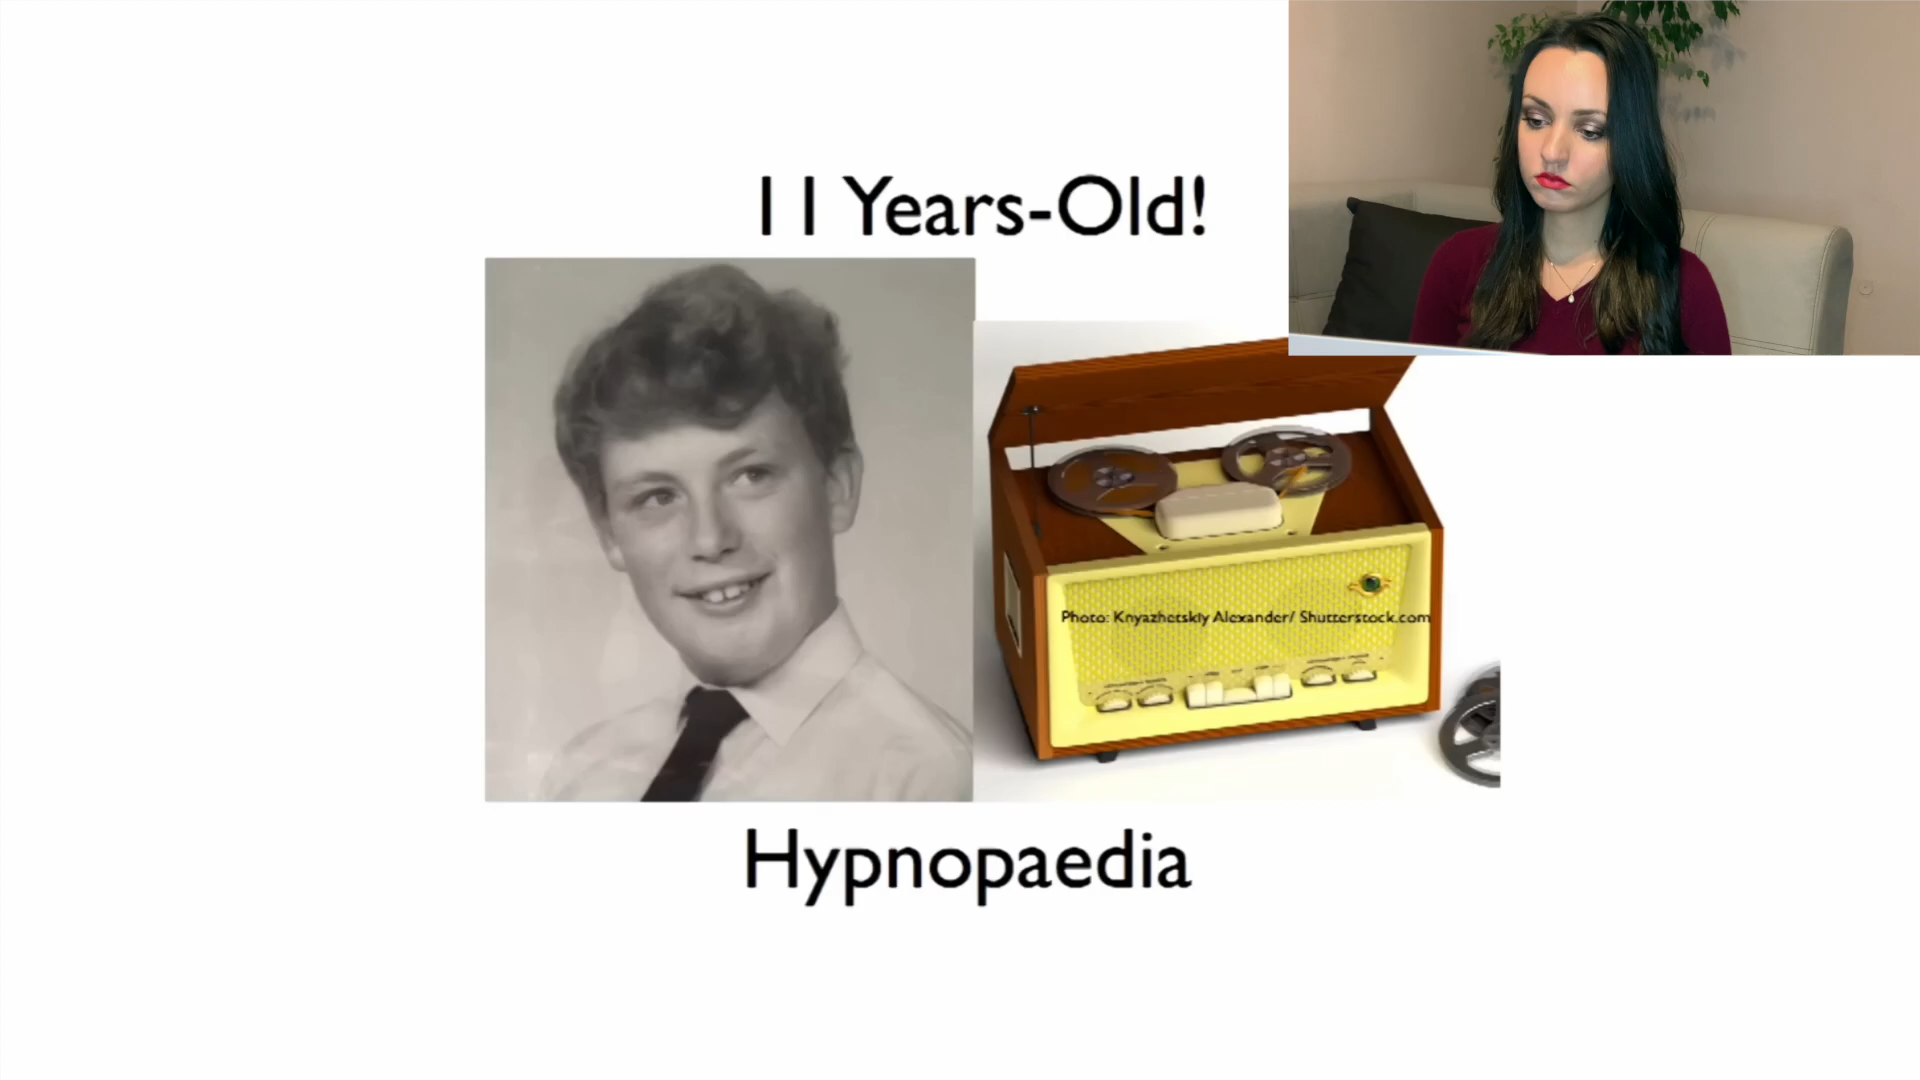 11 Years-Old!
Photo: Knyazhetskiy Alexander/ Shutterstock.com
Hypnopaedia